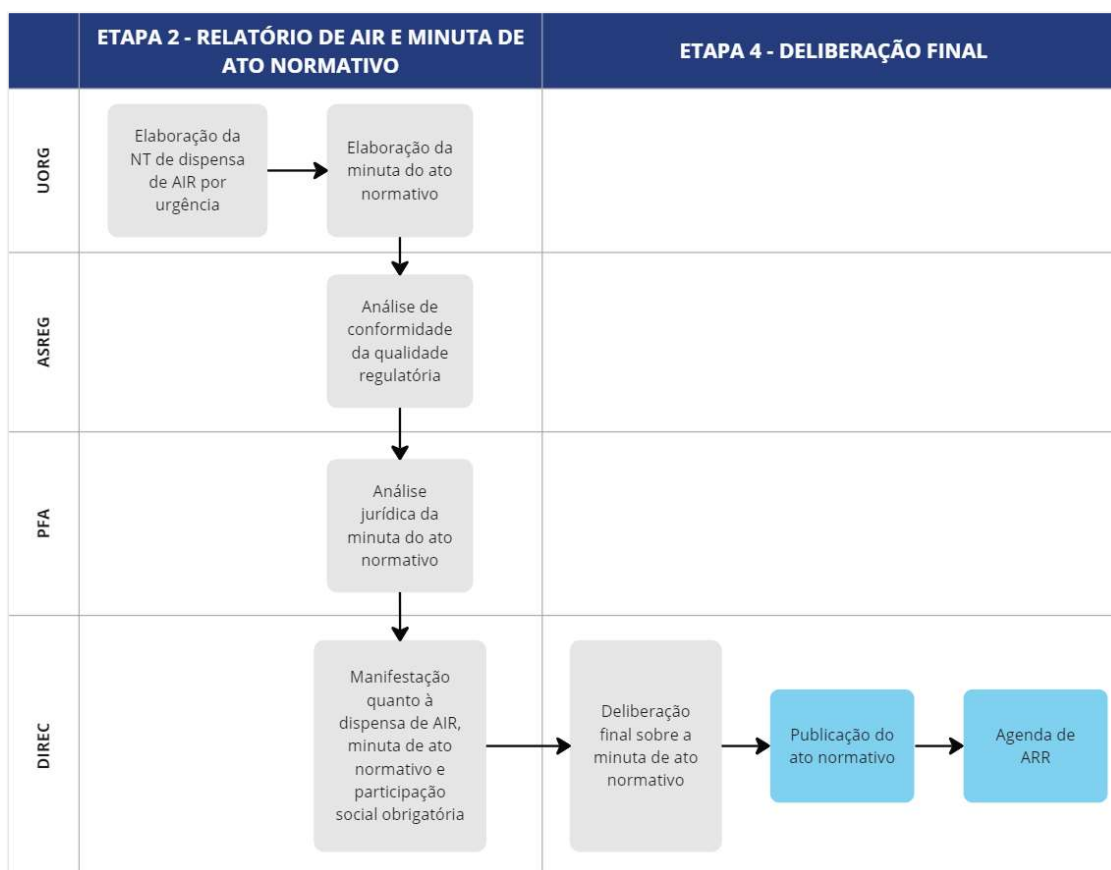 ETAPA 2 - RELATÓRIO DE AIR E MINUTA DE
ATO NORMATIVO
ETAPA 4 - DELIBERAÇÃO FINAL
UORG
Elaboração da
NT de dispensa
de AIR por
urgência
Elaboração da
minuta do ato
normativo
ASREG
Análise de
conformidade
da qualidade
regulatória
PFA
Análise
jurídica da
minuta do ato
normativo
DIREC
Manifestação
quanto à
dispensa de AIR,
minuta de ato
normativo e
participação
social obrigatória
Deliberação
final sobre a
minuta de ato
normativo
Publicação do
ato normativo
Agenda de
ARR